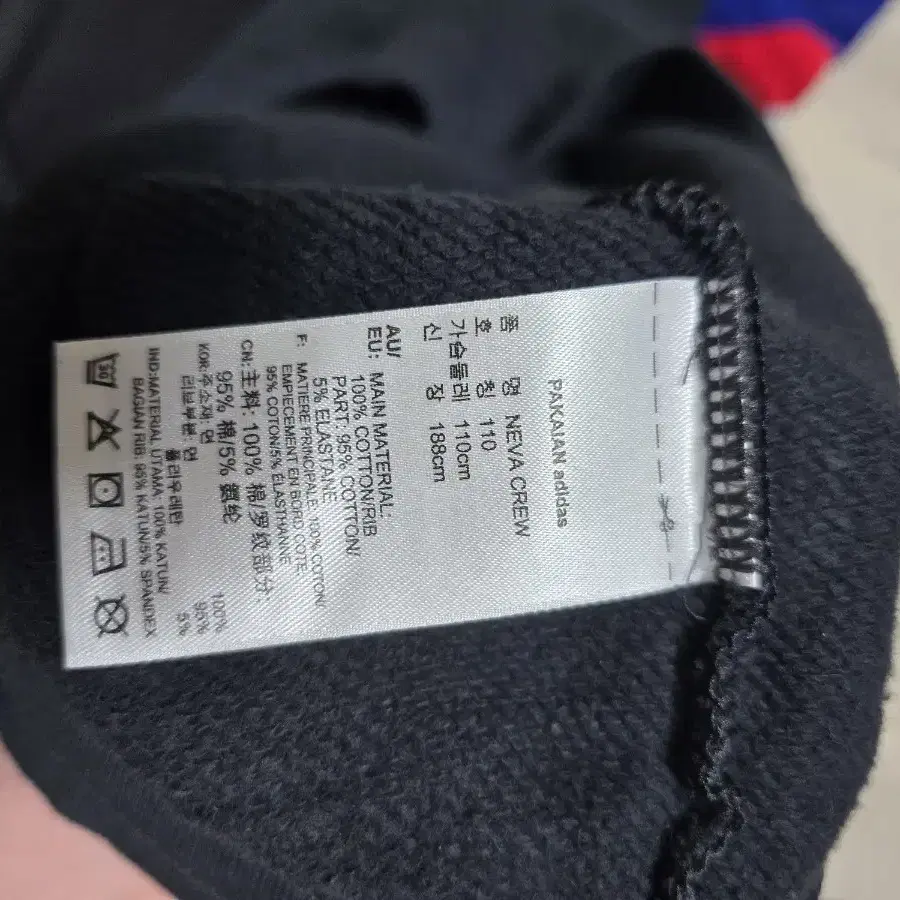 PAKAIAN adidas
품 명 NEVA CREW
호 칭 110
가슴둘레 110cm
신 장 188cm
AU/
EU: MAIN MATERIAL:
100% COTTON/RIB
PART: 95% COTTON/
5% ELASTANE
F: MATIERE PRINCIPALE: 100% COTON/
EMPIECEMENT EN BORD COTE:
95% COTON/5% ELASTHANNE
CN: 主料: 100% 棉/罗纹部分:
95% 棉/5% 氨纶
KOR: 주소재: 면 100%
리브부분: 면 95%
폴리우레탄 5%
IND: MATERIAL UTAMA: 100% KATUN/
BAGIAN RIB: 95% KATUN/5% SPANDEX
30